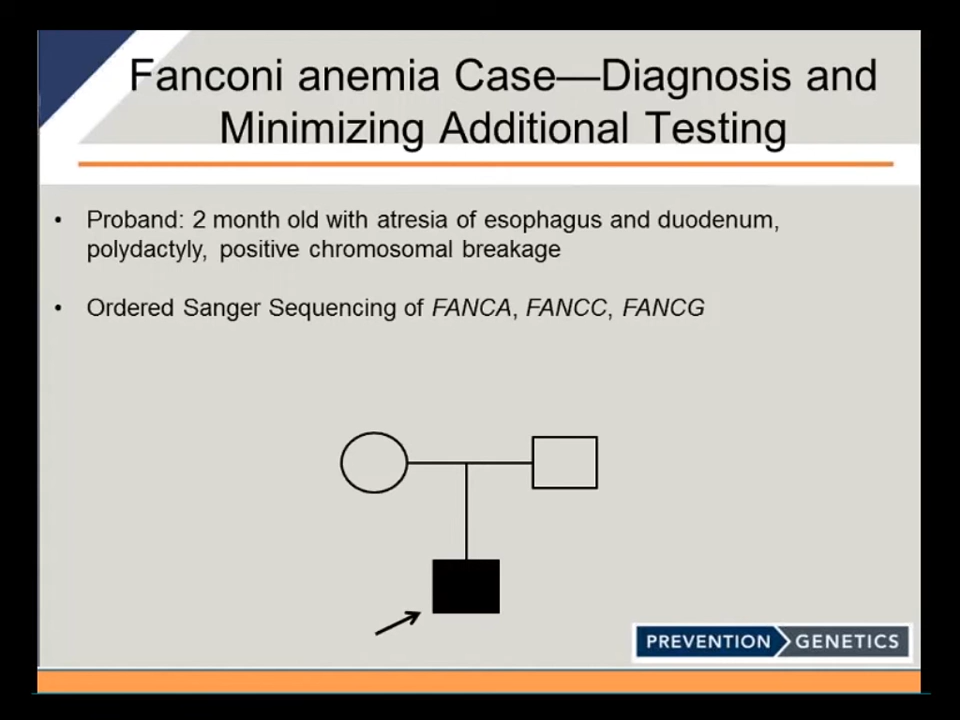 Fanconi anemia Case—Diagnosis and
Minimizing Additional Testing
• Proband: 2 month old with atresia of esophagus and duodenum,
polydactyly, positive chromosomal breakage
• Ordered Sanger Sequencing of FANCA, FANCC, FANCG
PREVENTION GENETICS